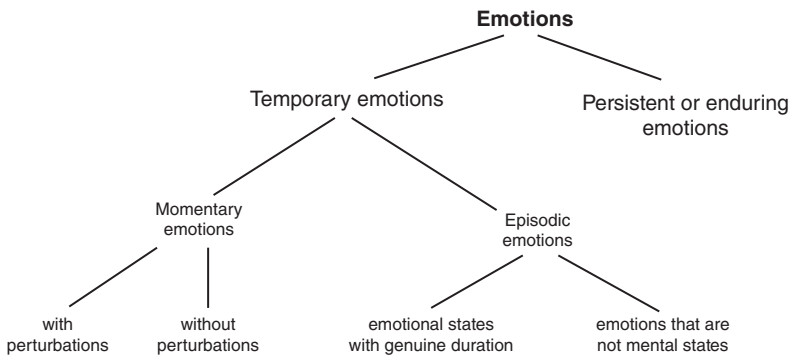 Emotions
Temporary emotions
Persistent or enduring
emotions
Momentary
emotions
Episodic
emotions
with
perturbations
without
perturbations
emotional states
with genuine duration
emotions that are
not mental states